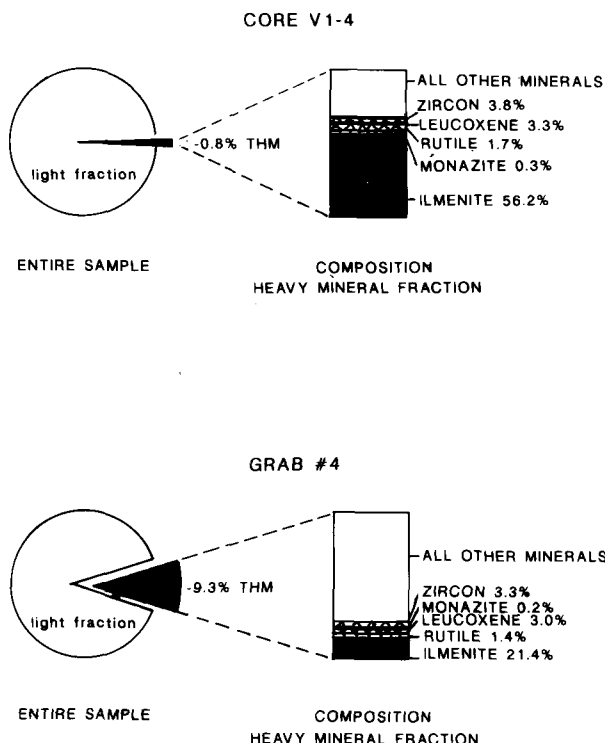 CORE V1-4
ALL OTHER MINERALS
ZIRCON 3.8%
LEUCOXENE 3.3%
RUTILE 1.7%
MONAZITE 0.3%
ILMENITE 56.2%
-0.8% THM
light fraction
ENTIRE SAMPLE
COMPOSITION
HEAVY MINERAL FRACTION
GRAB #4
ALL OTHER MINERALS
ZIRCON 3.3%
MONAZITE 0.2%
LEUCOXENE 3.0%
RUTILE 1.4%
ILMENITE 21.4%
-9.3% THM
light fraction
ENTIRE SAMPLE
COMPOSITION
HEAVY MINERAL FRACTION